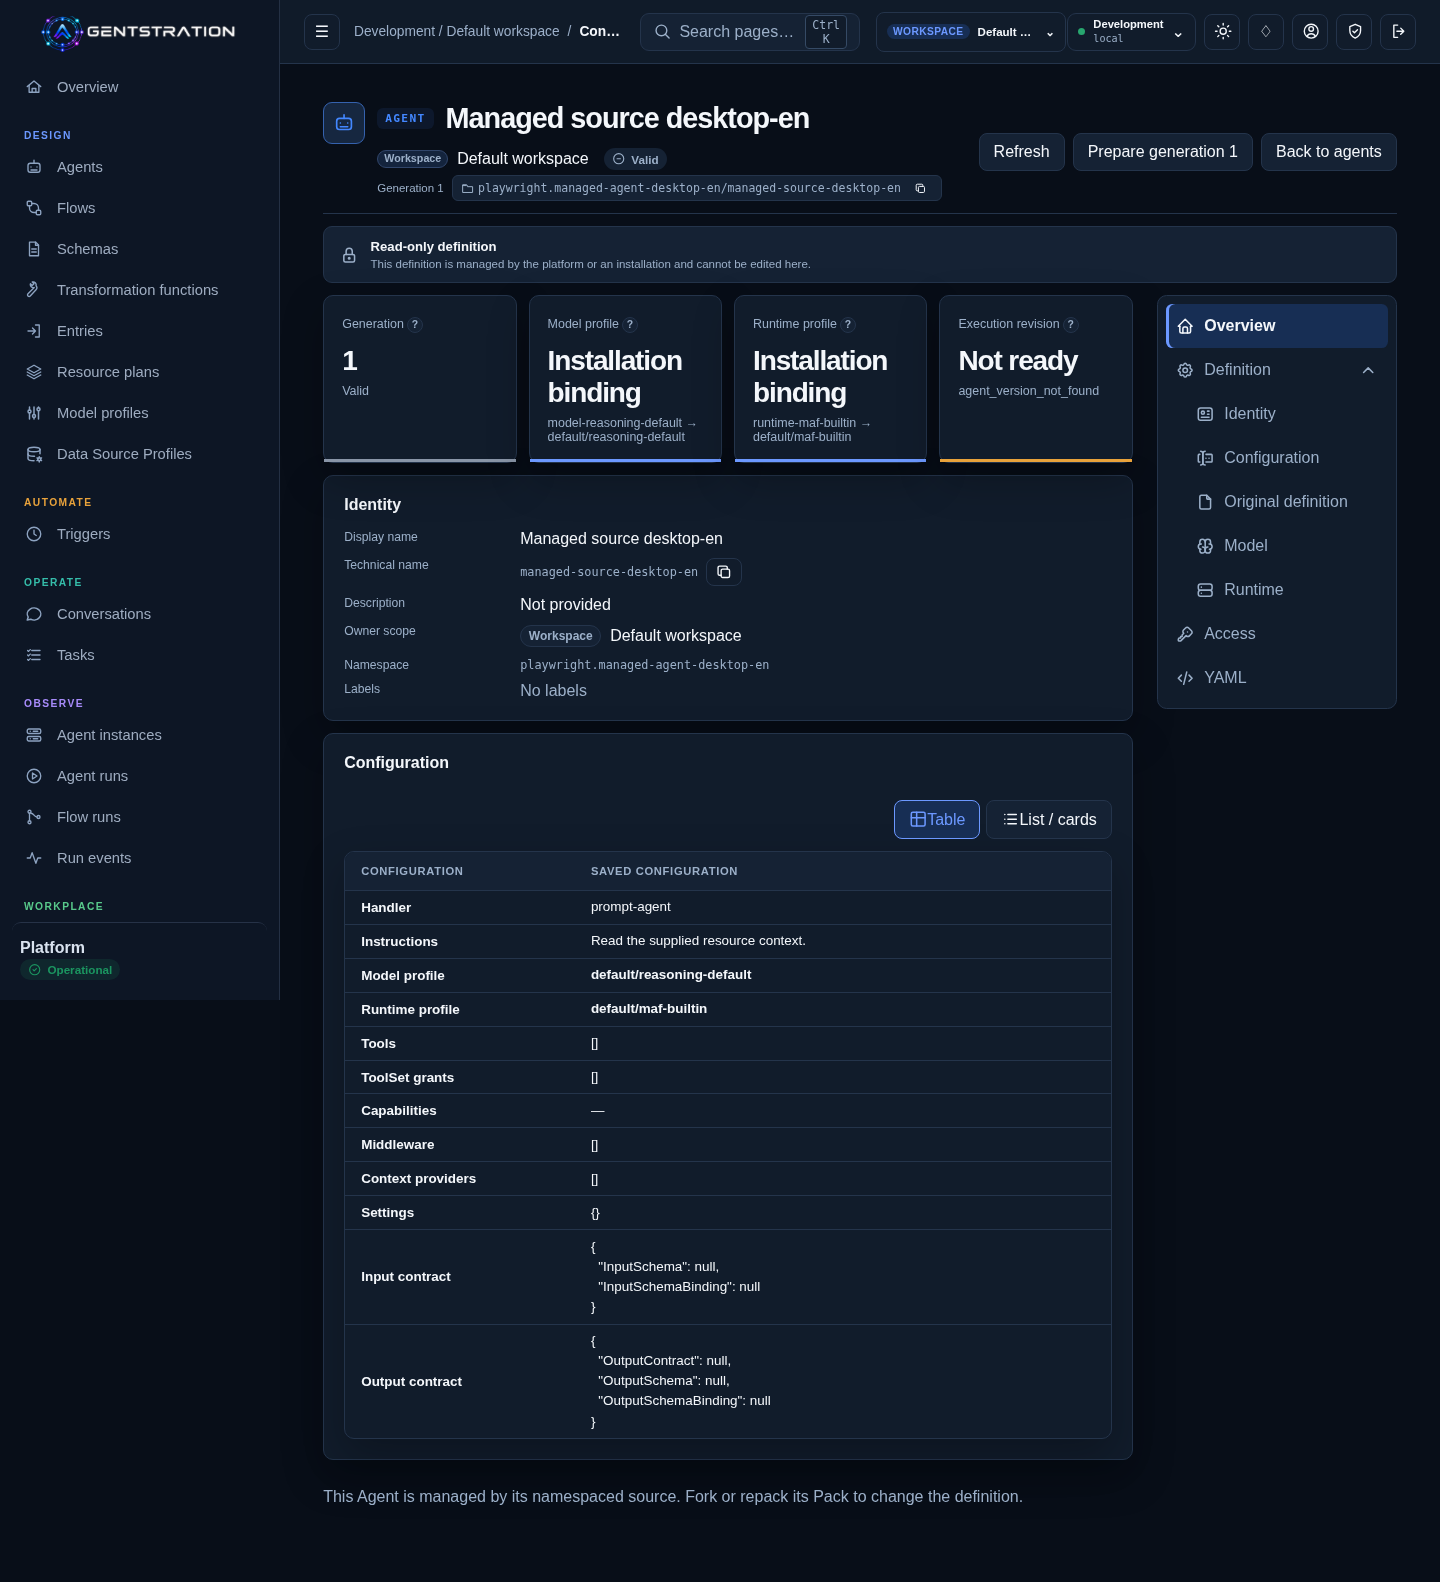 GENTSTRATION
☰
Development / Default workspace / Con…
Search pages…
Ctrl K
WORKSPACE Default …
Development
local
Overview
DESIGN
Agents
Flows
Schemas
Transformation functions
Entries
Resource plans
Model profiles
Data Source Profiles
AUTOMATE
Triggers
OPERATE
Conversations
Tasks
OBSERVE
Agent instances
Agent runs
Flow runs
Run events
WORKPLACE
Platform
Operational
AGENT Managed source desktop-en
Workspace Default workspace Valid
Generation 1 playwright.managed-agent-desktop-en/managed-source-desktop-en
Refresh
Prepare generation 1
Back to agents
Read-only definition
This definition is managed by the platform or an installation and cannot be edited here.
Generation ?
1
Valid
Model profile ?
Installation
binding
model-reasoning-default →
default/reasoning-default
Runtime profile ?
Installation
binding
runtime-maf-builtin →
default/maf-builtin
Execution revision ?
Not ready
agent_version_not_found
Overview
Definition
Identity
Configuration
Original definition
Model
Runtime
Access
YAML
Identity
Display name Managed source desktop-en
Technical name managed-source-desktop-en
Description Not provided
Owner scope Workspace Default workspace
Namespace playwright.managed-agent-desktop-en
Labels No labels
Configuration
Table
List / cards
CONFIGURATION SAVED CONFIGURATION
Handler prompt-agent
Instructions Read the supplied resource context.
Model profile default/reasoning-default
Runtime profile default/maf-builtin
Tools []
ToolSet grants []
Capabilities —
Middleware []
Context providers []
Settings {}
Input contract
{
"InputSchema": null,
"InputSchemaBinding": null
}
Output contract
{
"OutputContract": null,
"OutputSchema": null,
"OutputSchemaBinding": null
}
This Agent is managed by its namespaced source. Fork or repack its Pack to change the definition.